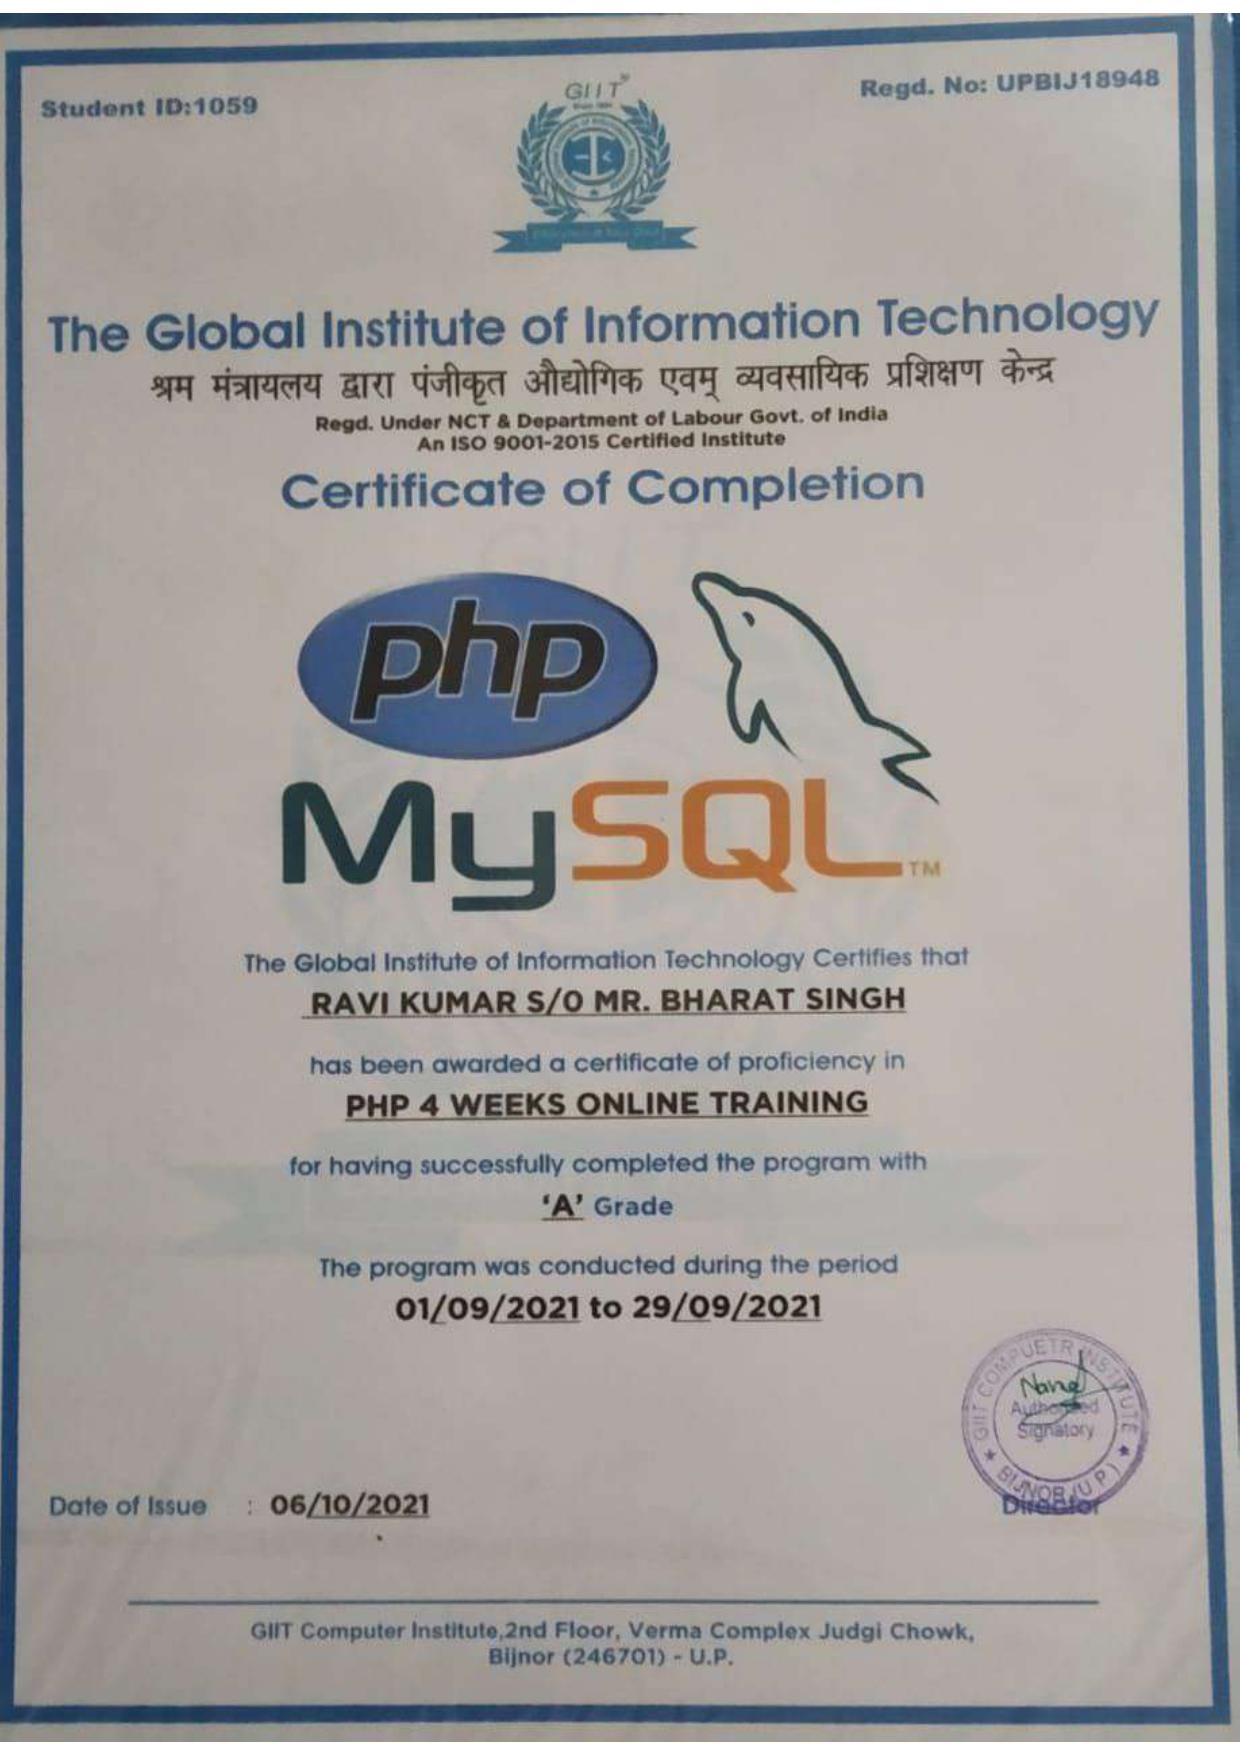 Student ID:1059
Regd. No: UPBIJ18948
GIIT
The Global Institute of Information Technology
श्रम मंत्रायलय द्वारा पंजीकृत औद्योगिक एवम् व्यवसायिक प्रशिक्षण केन्द्र
Regd. Under NCT & Department of Labour Govt. of India
An ISO 9001-2015 Certified Institute
Certificate of Completion
php
MySQL TM
The Global Institute of Information Technology Certifies that
RAVI KUMAR S/O MR. BHARAT SINGH
has been awarded a certificate of proficiency in
PHP 4 WEEKS ONLINE TRAINING
for having successfully completed the program with
‘A’ Grade
The program was conducted during the period
01/09/2021 to 29/09/2021
GIIT COMPUETR INSTITUTE
Authorised
Signatory
BIJNOR (U P)
Director
Date of Issue : 06/10/2021
GIIT Computer Institute,2nd Floor, Verma Complex Judgi Chowk,
Bijnor (246701) - U.P.